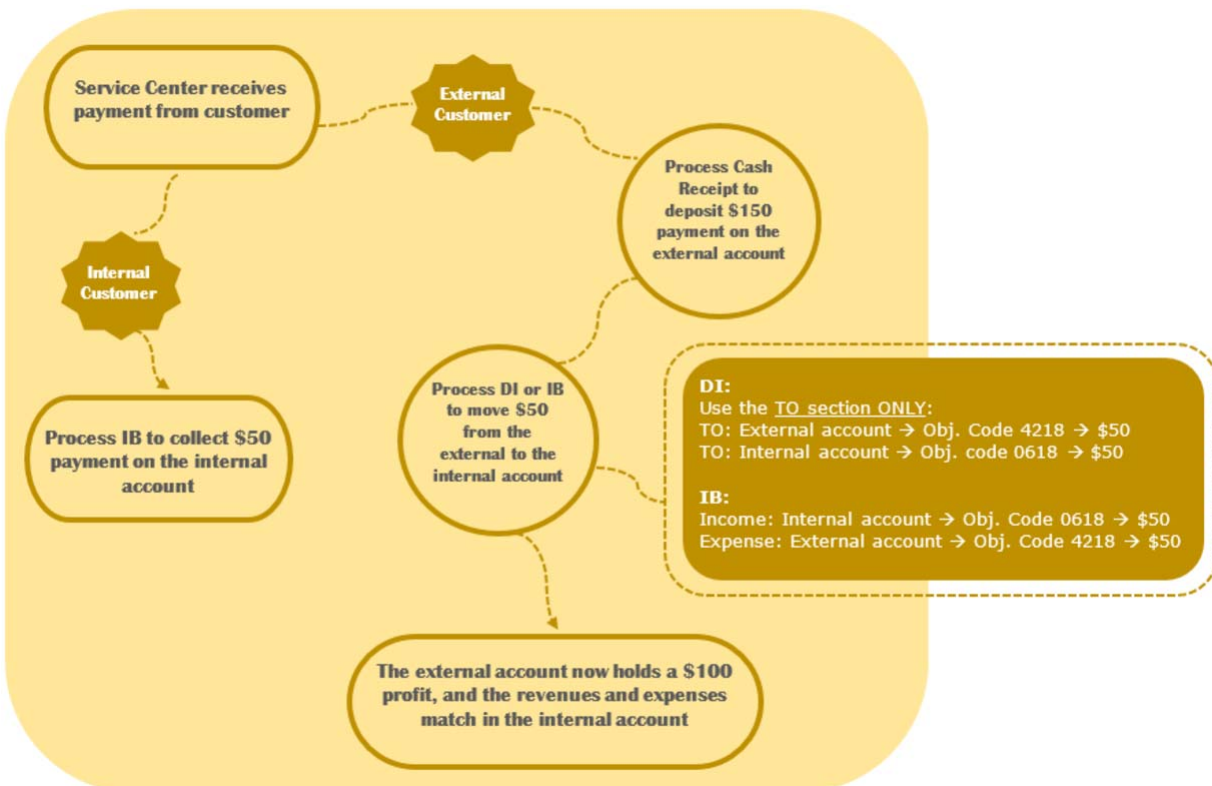 Service Center receives
payment from customer
External
Customer
Process Cash
Receipt to
deposit $150
payment on the
external account
Internal
Customer
Process IB to collect $50
payment on the internal
account
Process DI or IB
to move $50
from the
external to the
internal account
DI:
Use the TO section ONLY:
TO: External account → Obj. Code 4218 → $50
TO: Internal account → Obj. code 0618 → $50
IB:
Income: Internal account → Obj. Code 0618 → $50
Expense: External account → Obj. Code 4218 → $50
The external account now holds a $100
profit, and the revenues and expenses
match in the internal account